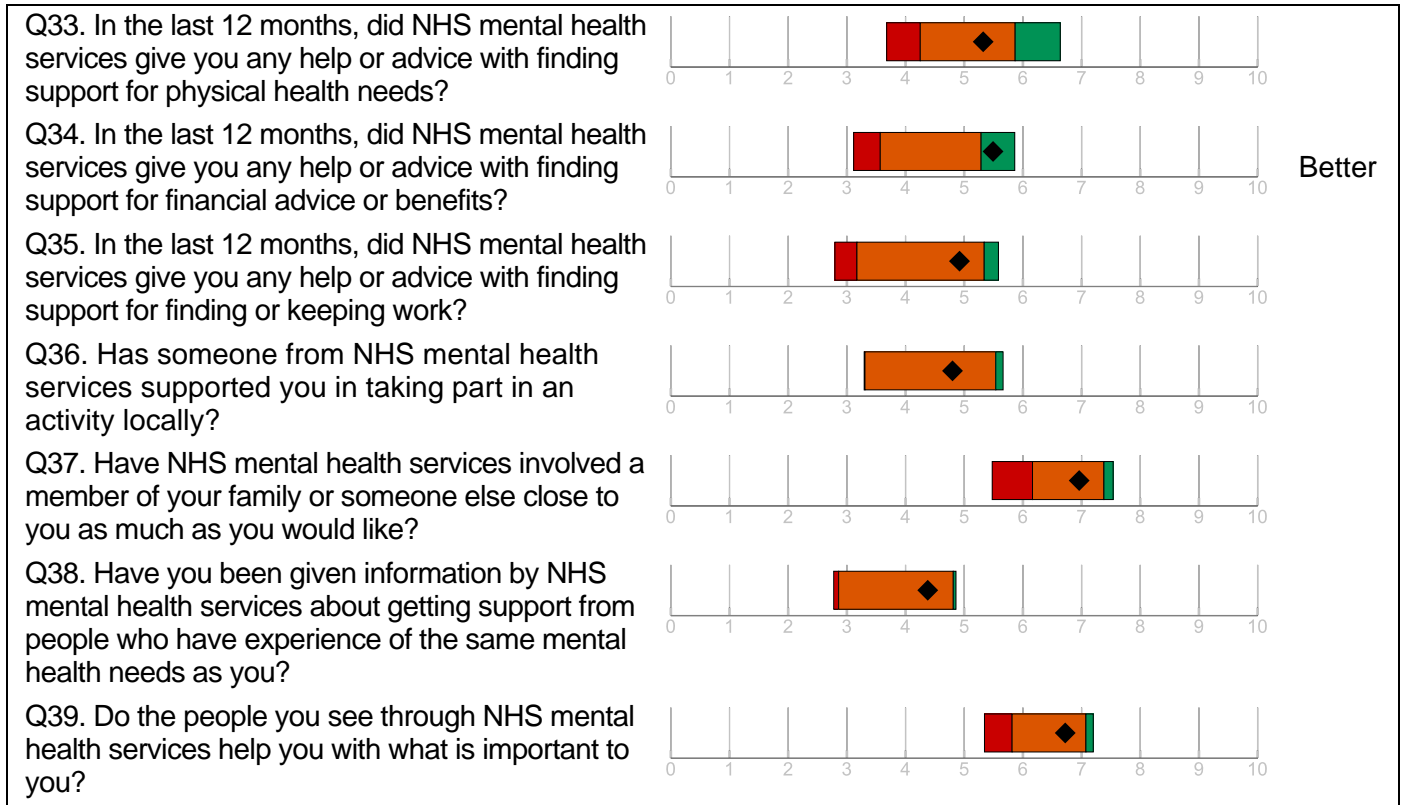 Q33. In the last 12 months, did NHS mental health
services give you any help or advice with finding
support for physical health needs?
0 1 2 3 4 5 6 7 8 9 10
Q34. In the last 12 months, did NHS mental health
services give you any help or advice with finding
support for financial advice or benefits?
0 1 2 3 4 5 6 7 8 9 10
Better
Q35. In the last 12 months, did NHS mental health
services give you any help or advice with finding
support for finding or keeping work?
0 1 2 3 4 5 6 7 8 9 10
Q36. Has someone from NHS mental health
services supported you in taking part in an
activity locally?
0 1 2 3 4 5 6 7 8 9 10
Q37. Have NHS mental health services involved a
member of your family or someone else close to
you as much as you would like?
0 1 2 3 4 5 6 7 8 9 10
Q38. Have you been given information by NHS
mental health services about getting support from
people who have experience of the same mental
health needs as you?
0 1 2 3 4 5 6 7 8 9 10
Q39. Do the people you see through NHS mental
health services help you with what is important to
you?
0 1 2 3 4 5 6 7 8 9 10